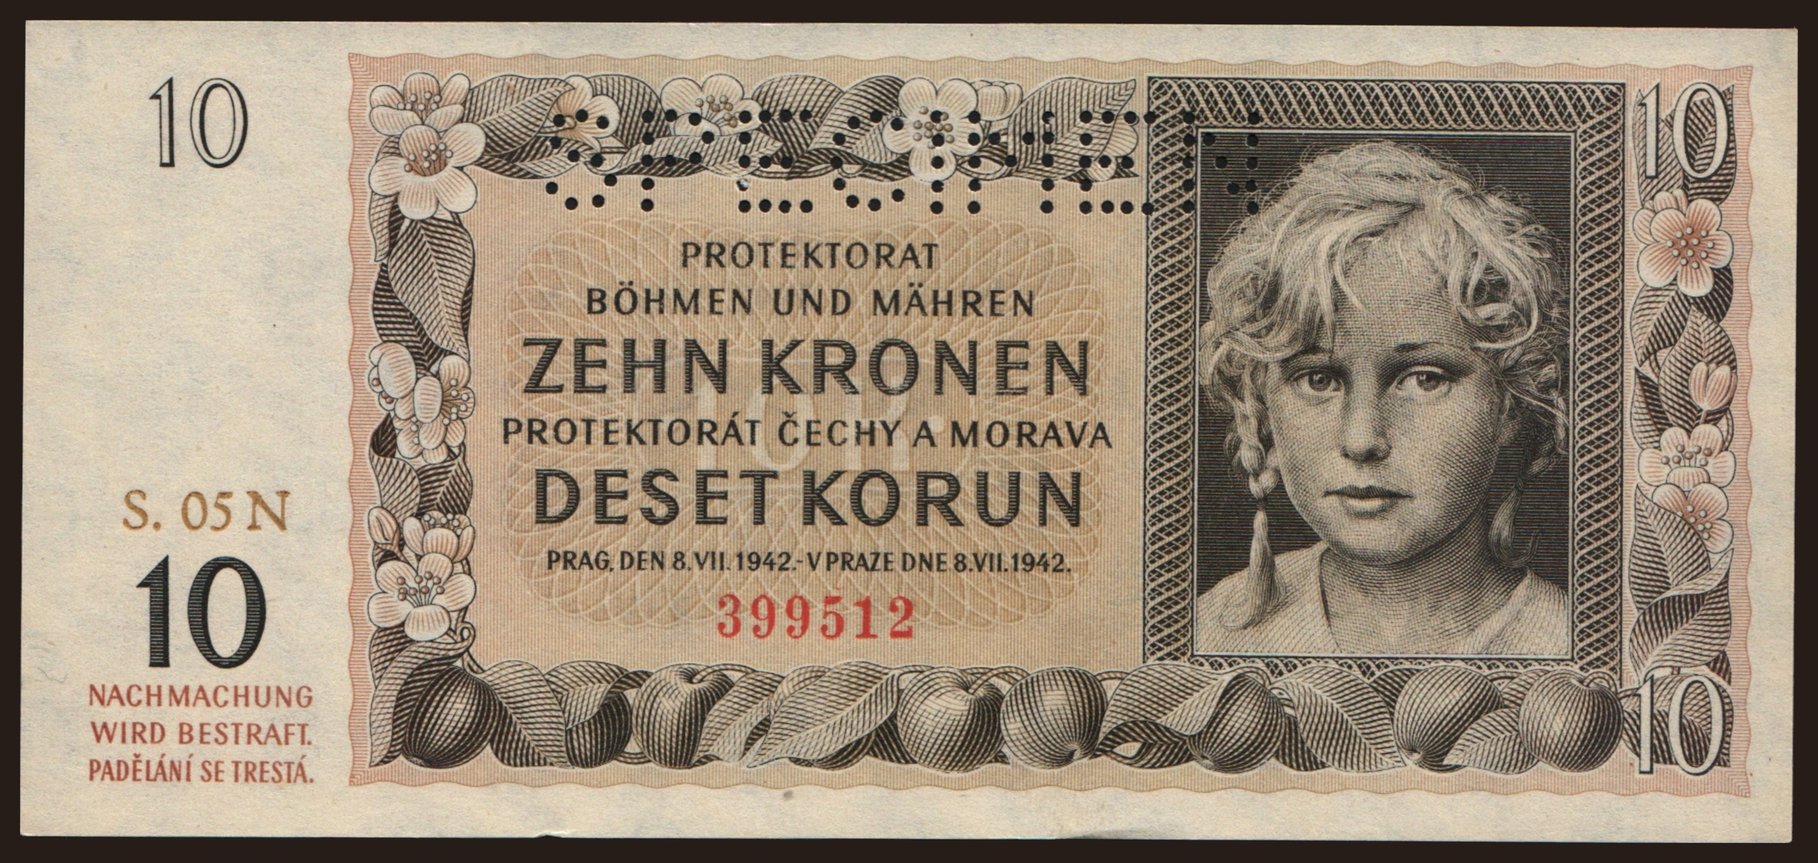 10
10
SPECIMEN
PROTEKTORAT
BÖHMEN UND MÄHREN
ZEHN KRONEN
PROTEKTORÁT ČECHY A MORAVA
DESET KORUN
PRAG, DEN 8.VII.1942.-V PRAZE DNE 8.VII.1942.
399512
S. 05 N
10
NACHMACHUNG
WIRD BESTRAFT.
PADĚLÁNÍ SE TRESTÁ.
10